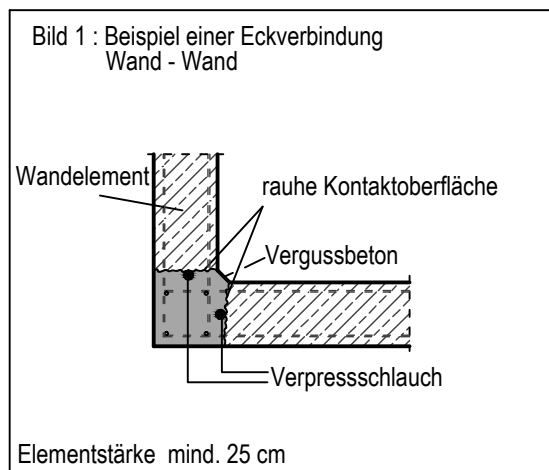 Bild 1 : Beispiel einer Eckverbindung
Wand - Wand
Wandelement
rauhe Kontaktoberfläche
Vergussbeton
Verpressschlauch
Elementstärke mind. 25 cm